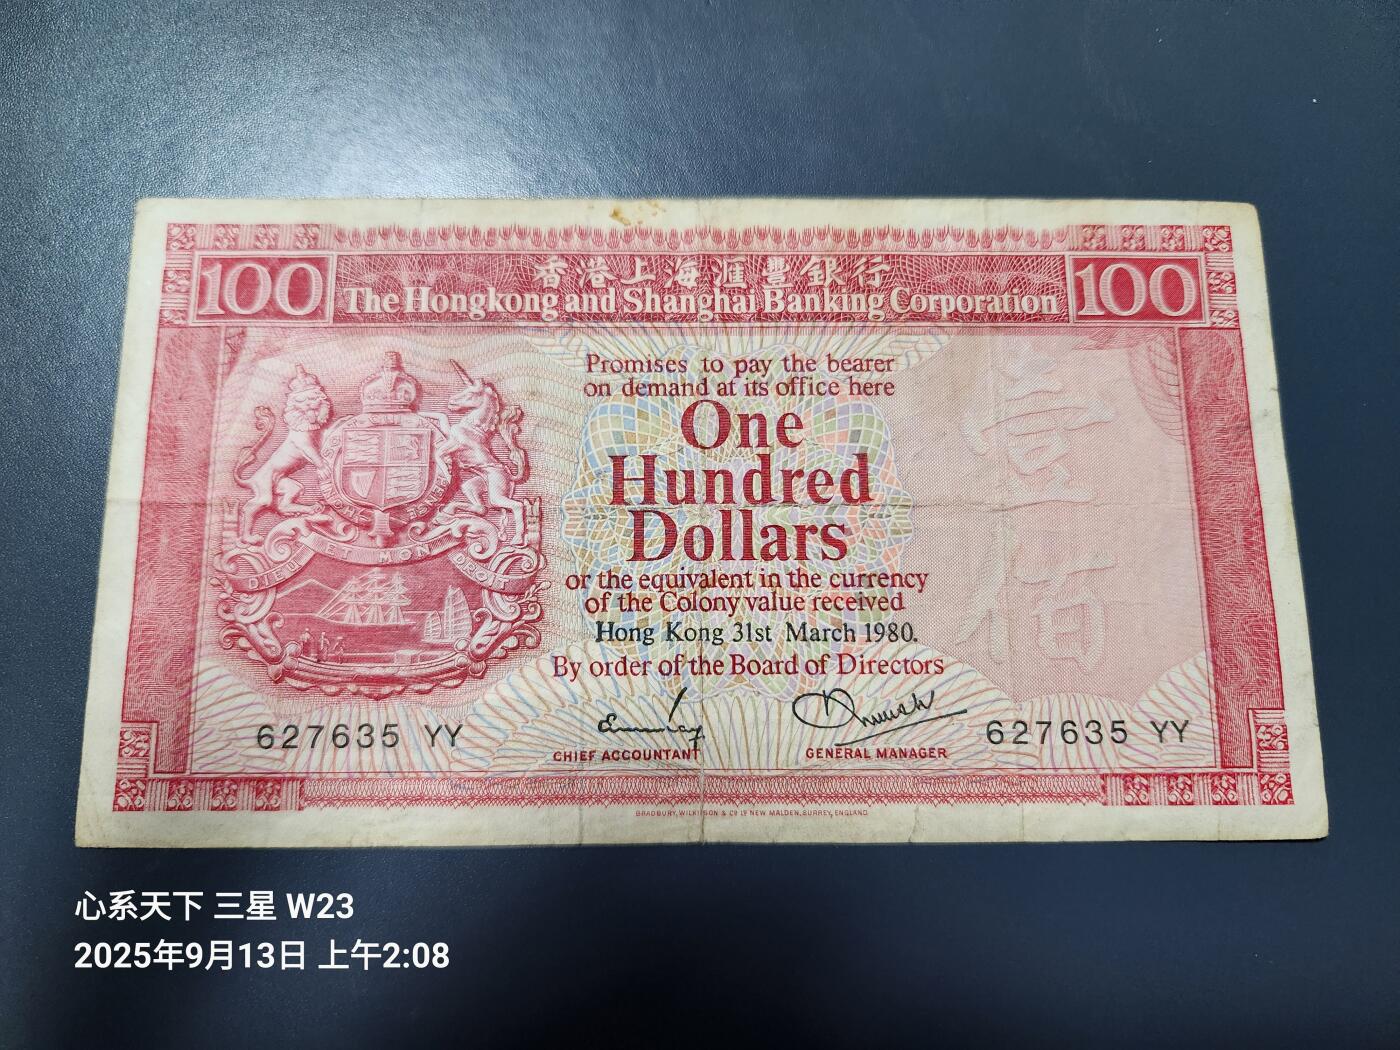 100
香港上海滙豐銀行
The Hongkong and Shanghai Banking Corporation
100
Promises to pay the bearer
on demand at its office here
One
Hundred
Dollars
or the equivalent in the currency
of the Colony value received
Hong Kong 31st March 1980.
By order of the Board of Directors
壹
佰
DIEU ET MON DROIT
627635 YY
CHIEF ACCOUNTANT
GENERAL MANAGER
627635 YY
BRADBURY, WILKINSON & Co Ld NEW MALDEN, SURREY, ENGLAND
心系天下 三星 W23
2025年9月13日 上午2:08